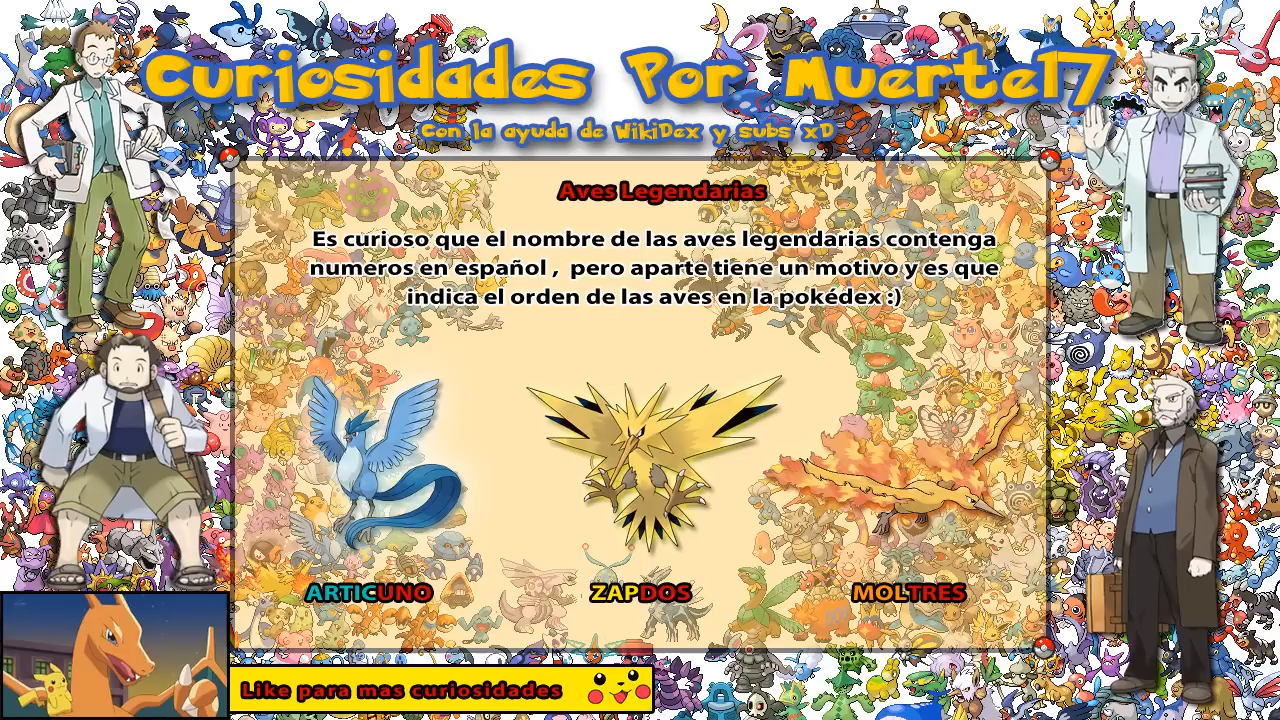 Curiosidades Por Muerte17
Con la ayuda de WikiDex y subs xD
Aves Legendarias
Es curioso que el nombre de las aves legendarias contenga
numeros en español , pero aparte tiene un motivo y es que
indica el orden de las aves en la pokédex :)
ARTICUNO ZAPDOS MOLTRES
Like para mas curiosidades